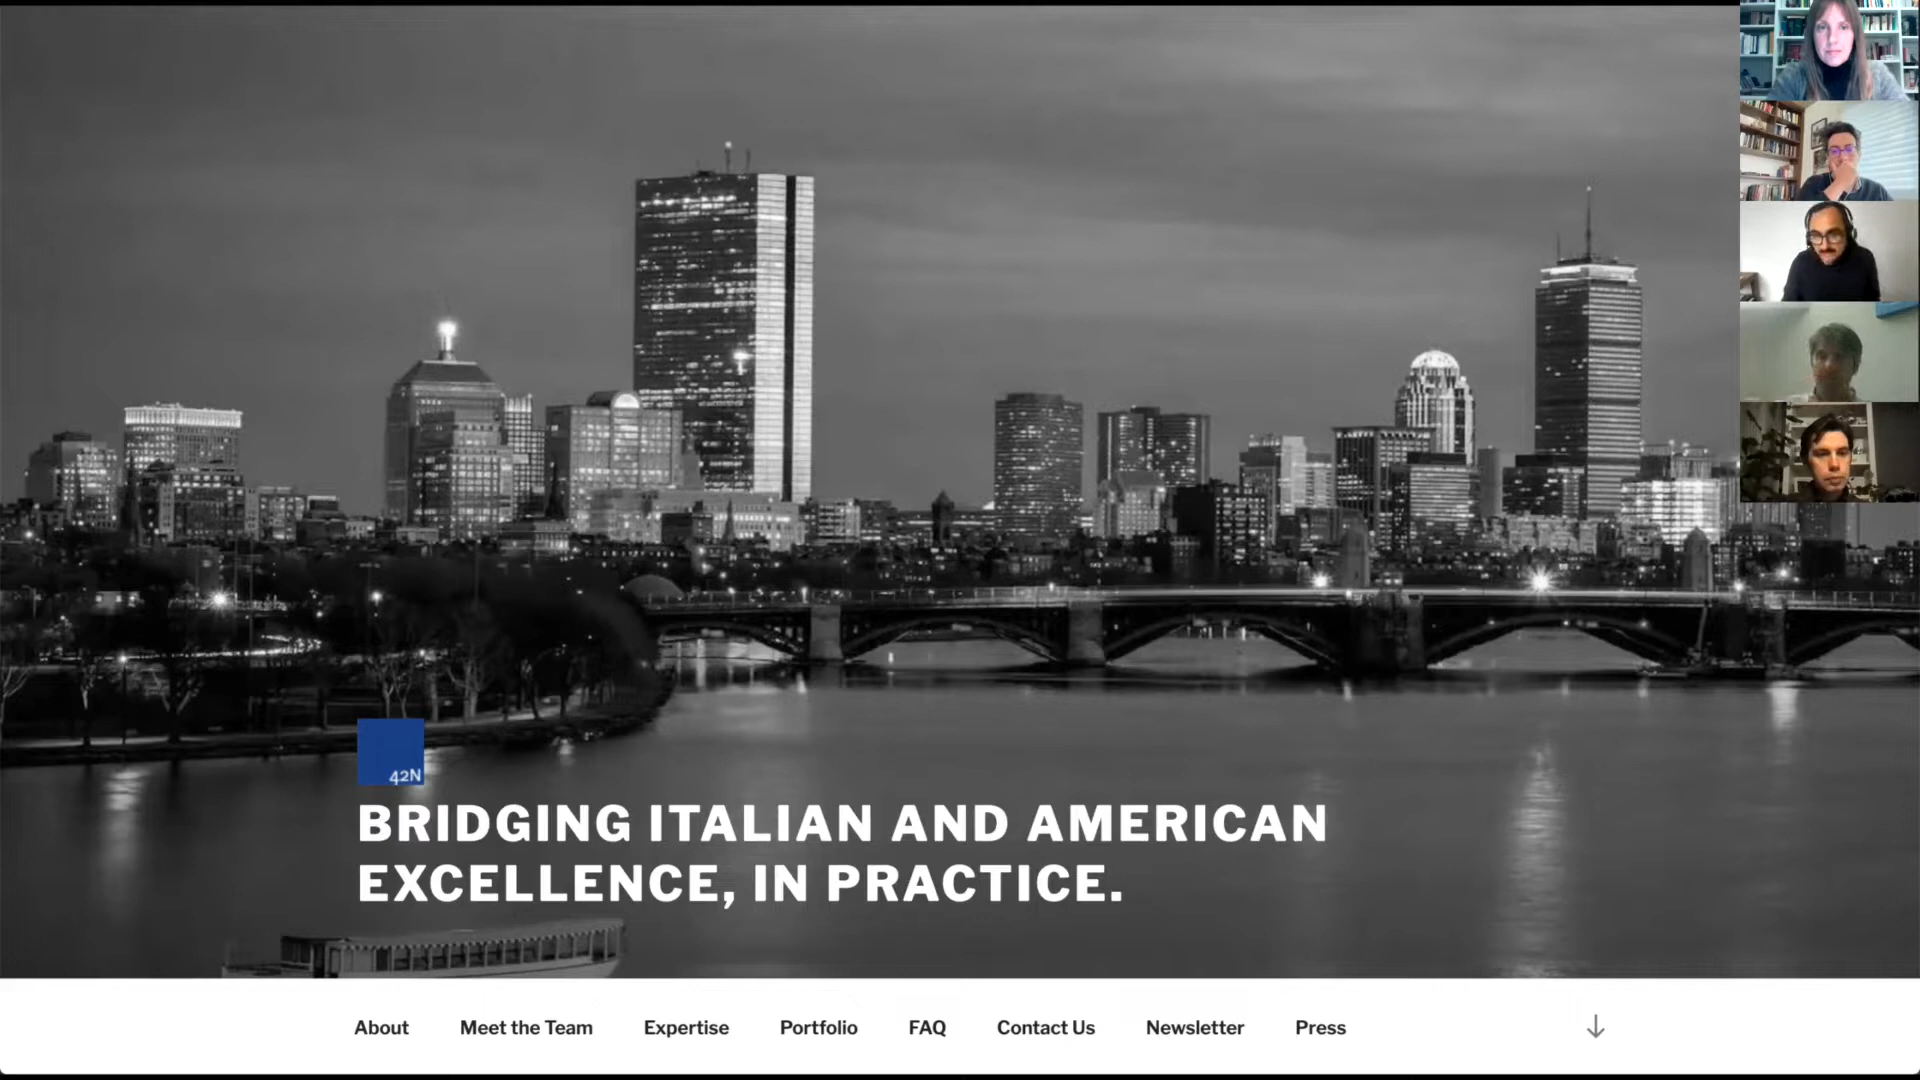 42N
BRIDGING ITALIAN AND AMERICAN
EXCELLENCE, IN PRACTICE.
About
Meet the Team
Expertise
Portfolio
FAQ
Contact Us
Newsletter
Press